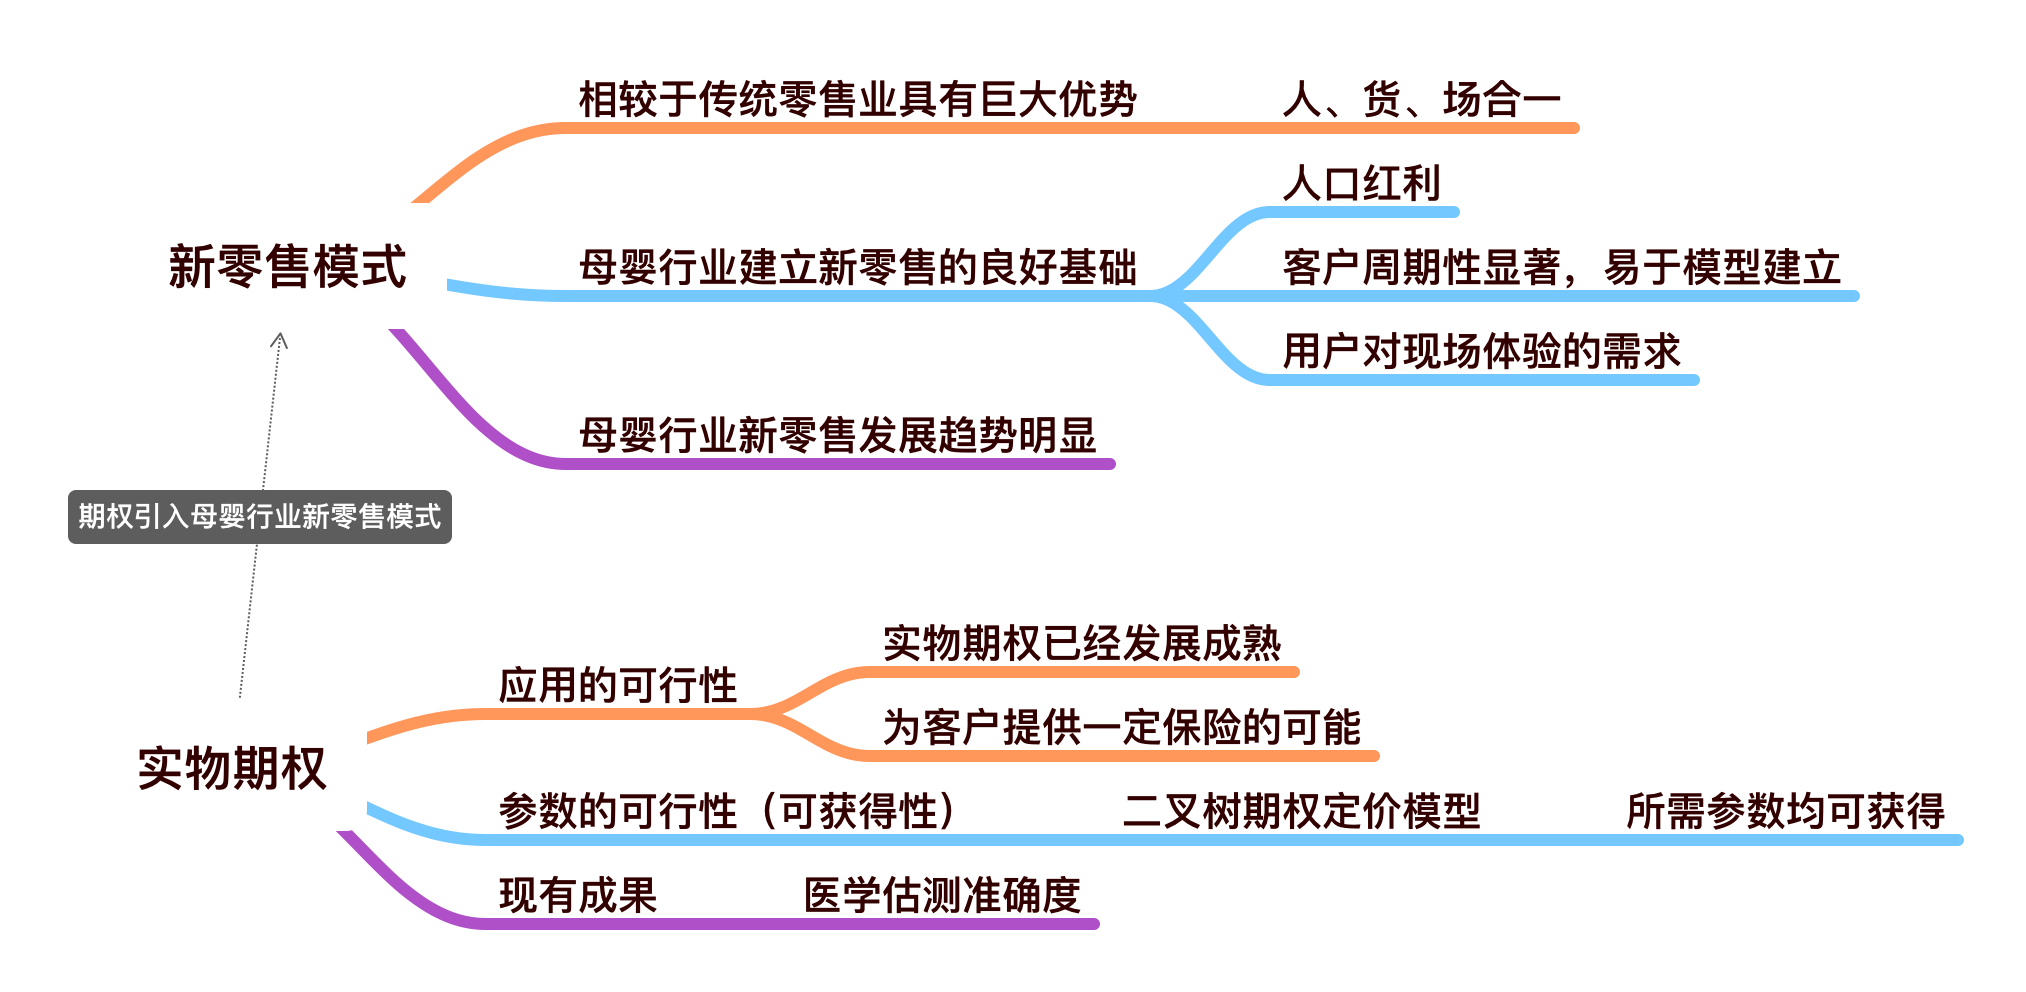 新零售模式
相较于传统零售业具有巨大优势
人、货、场合一
母婴行业建立新零售的良好基础
人口红利
客户周期性显著，易于模型建立
用户对现场体验的需求
母婴行业新零售发展趋势明显
期权引入母婴行业新零售模式
实物期权
应用的可行性
实物期权已经发展成熟
为客户提供一定保险的可能
参数的可行性（可获得性）
二叉树期权定价模型
所需参数均可获得
现有成果
医学估测准确度